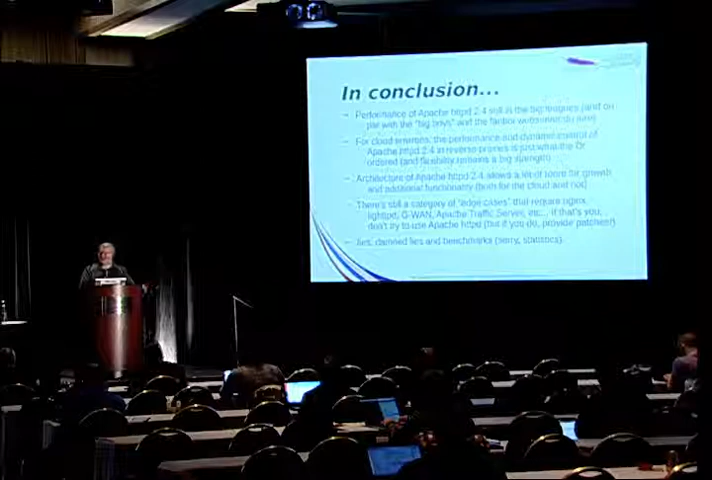 In conclusion...
– Performance of Apache httpd 2.4 still in the big leagues (and on
par with the "big boys" and the
– For cloud environs, the performance and dynamic control of
Apache httpd 2.4 in reverse proxies is just what the Dr
ordered (and flexibility remains a big strength)
– Architecture of Apache httpd 2.4 allows a lot of room for growth
and additional functionality (both for the cloud and not)
– There's still a category of "edge cases" that require nginx,
lighttpd, G-WAN, Apache Traffic Server, etc... if that's you,
don't try to use Apache httpd (but if you do, provide patches!)
– lies, damned lies and benchmarks (sorry, statistics)